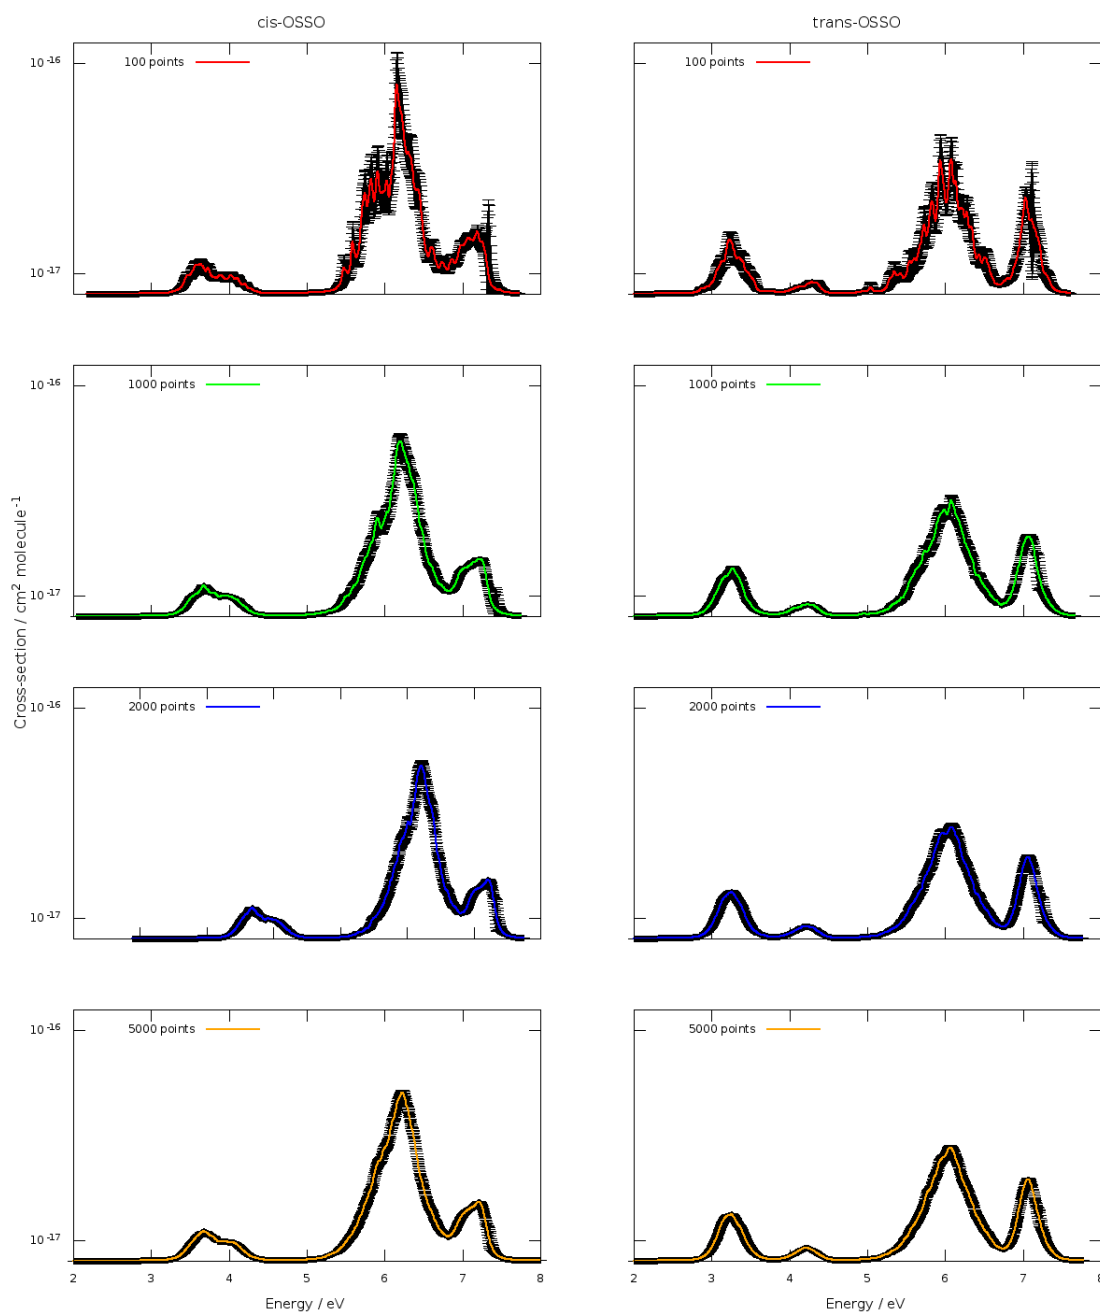 cis-OSSO
trans-OSSO
10-16
100 points
10-17
100 points
10-16
1000 points
10-17
1000 points
10-16
2000 points
10-17
2000 points
10-16
5000 points
10-17
5000 points
Cross-section / cm2 molecule-1
2 3 4 5 6 7 8
2 3 4 5 6 7 8
Energy / eV
Energy / eV